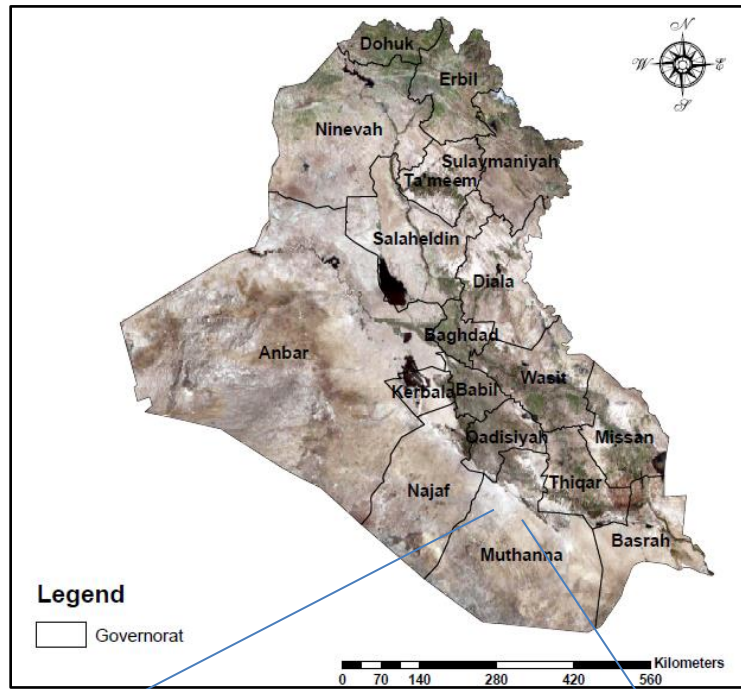 Dohuk
N
W E
S
Erbil
Ninevah
Sulaymaniyah
Ta'meem
Salaheldin
Diala
Baghdad
Anbar
Wasit
Kerbala
Babil
Qadisiyah
Missan
Thiqar
Najaf
Basrah
Muthanna
Legend
Governorat
Kilometers
0 70 140 280 420 560